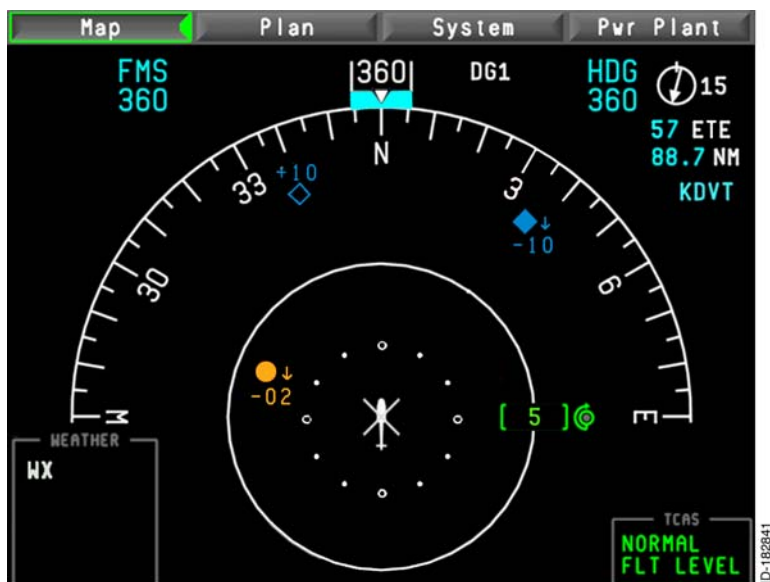 Map Plan System Pwr Plant
FMS
360
360
DG1
HDG
360
15
57 ETE
88.7 NM
KDVT
N
33
3
30
6
W
E
+10
↓
-10
↓
-02
[ 5 ]
WEATHER
WX
TCAS
NORMAL
FLT LEVEL
D-182841